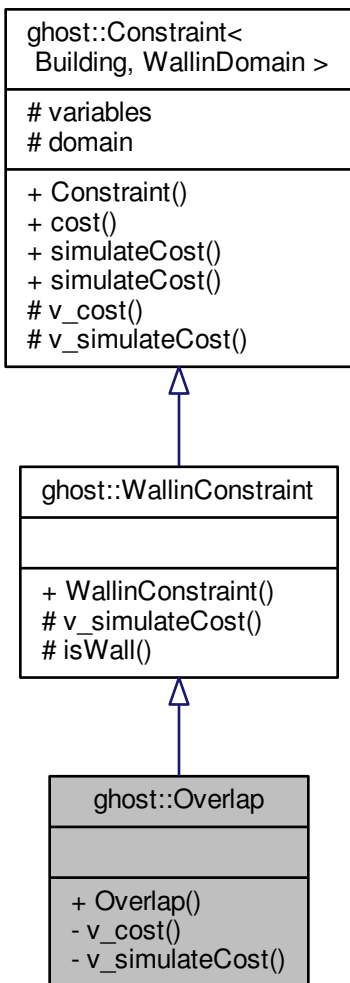 ghost::Constraint<
Building, WallinDomain >
# variables
# domain
+ Constraint()
+ cost()
+ simulateCost()
+ simulateCost()
# v_cost()
# v_simulateCost()
ghost::WallinConstraint
+ WallinConstraint()
# v_simulateCost()
# isWall()
ghost::Overlap
+ Overlap()
- v_cost()
- v_simulateCost()